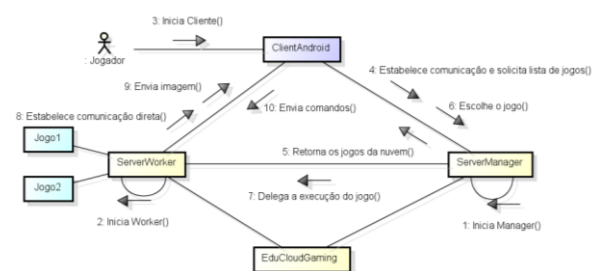 3: Inicia Cliente()
: Jogador
ClientAndroid
4: Estabelece comunicação e solicita lista de jogos()
9: Envia imagem()
10: Envia comandos()
6: Escolhe o jogo()
8: Estabelece comunicação direta()
Jogo1
ServerWorker
5: Retorna os jogos da nuvem()
ServerManager
Jogo2
7: Delega a execução do jogo()
2: Inicia Worker()
1: Inicia Manager()
EduCloudGaming